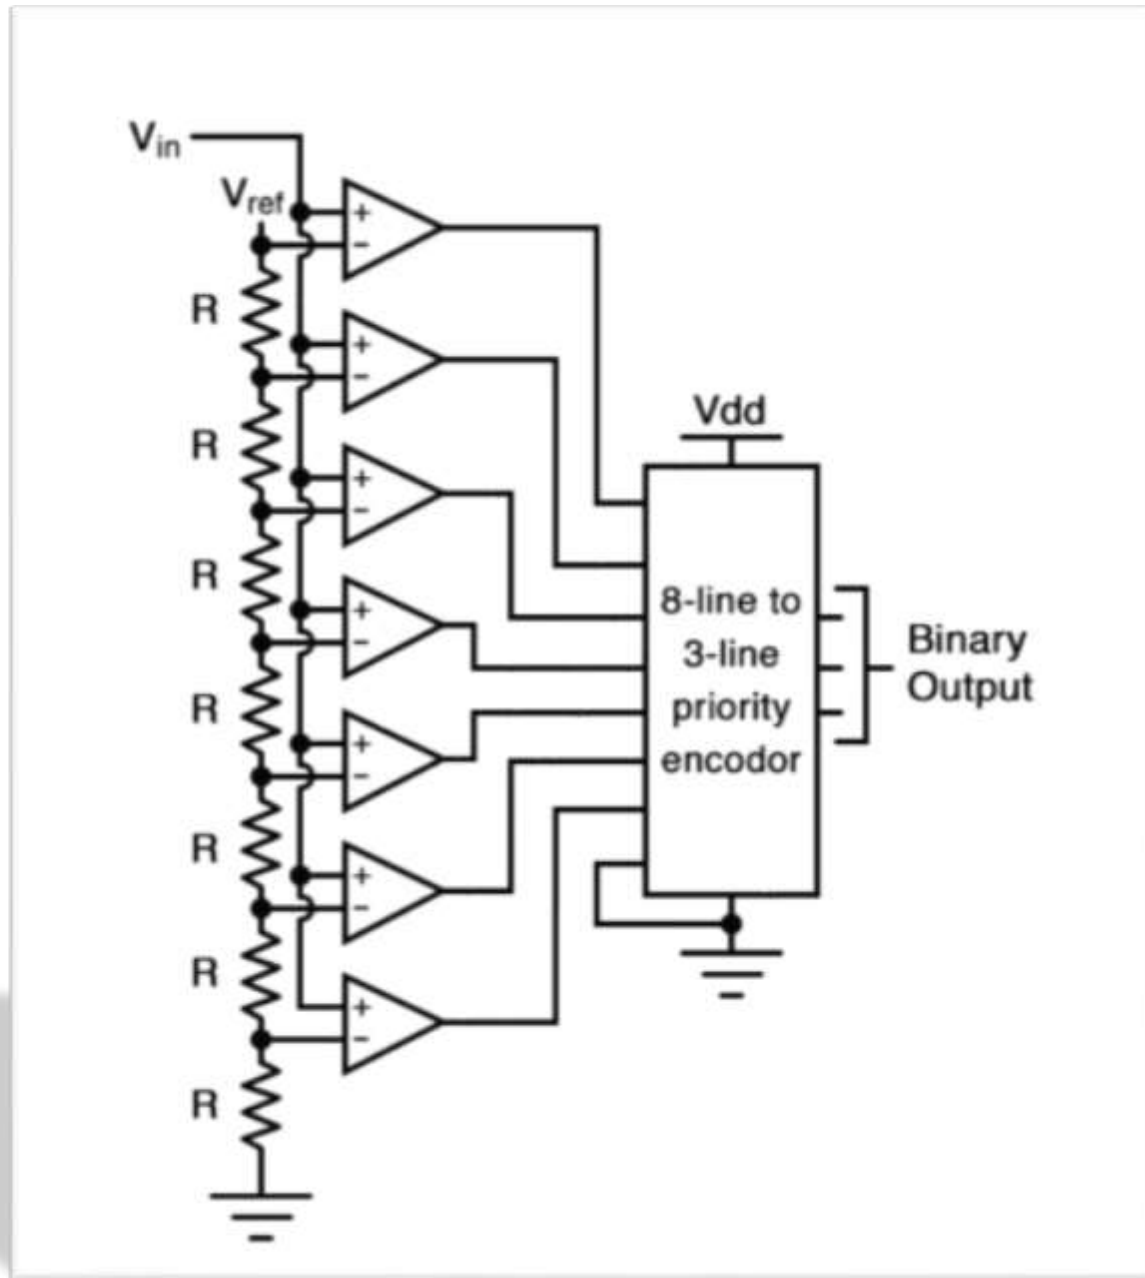 Vin
Vref
+
−
R
+
−
R
+
−
R
+
−
R
+
−
R
+
−
R
+
−
R
Vdd
8-line to
3-line
priority
encodor
Binary
Output